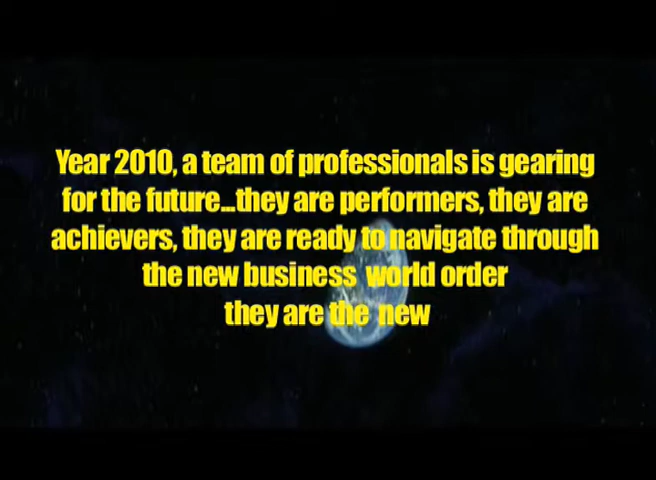 Year 2010, a team of professionals is gearing
for the future...they are performers, they are
achievers, they are ready to navigate through
the new business world order
they are the new